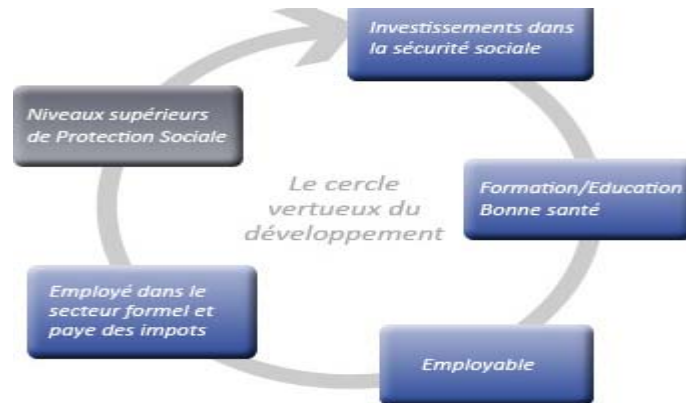 Investissements dans
la sécurité sociale
Niveaux supérieurs
de Protection Sociale
Le cercle
vertueux du
développement
Formation/Education
Bonne santé
Employé dans le
secteur formel et
paye des impots
Employable